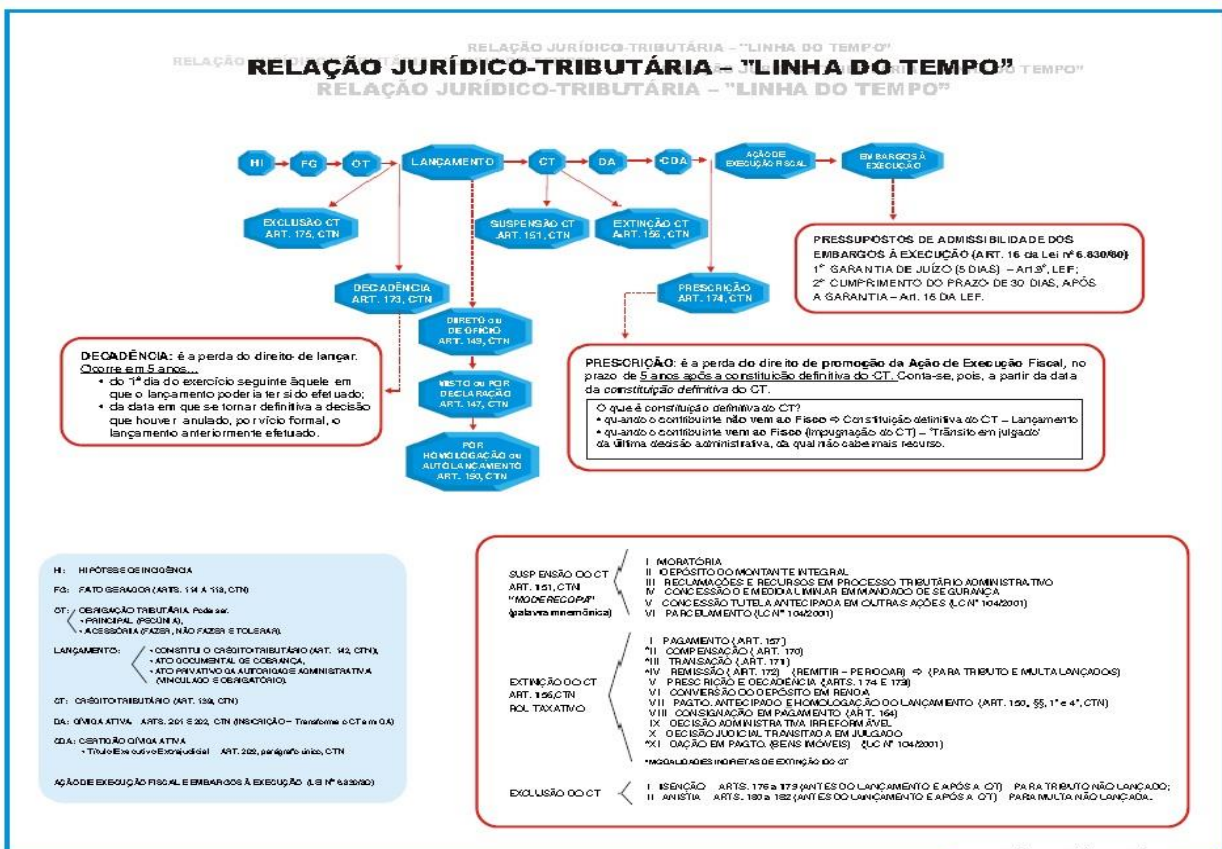 RELAÇÃO JURÍDICO-TRIBUTÁRIA – "LINHA DO TEMPO"
RELAÇÃO JURÍDICO-TRIBUTÁRIA – "LINHA DO TEMPO"
RELAÇÃO JURÍDICO-TRIBUTÁRIA – "LINHA DO TEMPO"
HI
FG
OT
LANÇAMENTO
CT
DA
CDA
AÇÃO DE
EXECUÇÃO FISCAL
EMBARGOS À
EXECUÇÃO
EXCLUSÃO CT
ART. 175, CTN
SUSPENSÃO CT
ART. 151, CTN
EXTINÇÃO CT
ART. 156, CTN
DECADÊNCIA
ART. 173, CTN
PRESCRIÇÃO
ART. 174, CTN
DIRETO ou
DE OFÍCIO
ART. 149, CTN
MISTO ou POR
DECLARAÇÃO
ART. 147, CTN
POR
HOMOLOGAÇÃO ou
AUTOLANÇAMENTO
ART. 150, CTN
PRESSUPOSTOS DE ADMISSIBILIDADE DOS
EMBARGOS À EXECUÇÃO (ART. 16 da Lei nº 6.830/80)
1º GARANTIA DE JUÍZO (5 DIAS) – Art.9º, LEF;
2º CUMPRIMENTO DO PRAZO DE 30 DIAS, APÓS
A GARANTIA – Art. 16 DA LEF.
DECADÊNCIA: é a perda do direito de lançar.
Ocorre em 5 anos...
• do 1º dia do exercício seguinte àquele em
que o lançamento poderia ter sido efetuado;
• da data em que se tornar definitiva a decisão
que houver anulado, por vício formal, o
lançamento anteriormente efetuado.
PRESCRIÇÃO: é a perda do direito de promoção da Ação de Execução Fiscal, no
prazo de 5 anos após a constituição definitiva do CT. Conta-se, pois, a partir da data
da constituição definitiva do CT.
O que é constituição definitiva do CT?
• quando o contribuinte não vem ao Fisco ⇨ Constituição definitiva do CT – Lançamento
• quando o contribuinte vem ao Fisco (Impugnação do CT) – "Trânsito em julgado"
da última decisão administrativa, da qual não cabe mais recurso.
HI: HIPÓTESE DE INCIDÊNCIA
FG: FATO GERADOR (ARTS. 114 A 118, CTN)
OT: OBRIGAÇÃO TRIBUTÁRIA. Pode ser:
• PRINCIPAL (PECÚNIA),
• ACESSÓRIA (FAZER, NÃO FAZER E TOLERAR).
LANÇAMENTO: • CONSTITUI O CRÉDITO TRIBUTÁRIO (ART. 142, CTN),
• ATO DOCUMENTAL DE COBRANÇA,
• ATO PRIVATIVO DA AUTORIDADE ADMINISTRATIVA
(VINCULADO E OBRIGATÓRIO).
CT: CRÉDITO TRIBUTÁRIO (ART. 139, CTN)
DA: DÍVIDA ATIVA ARTS. 201 E 202, CTN (INSCRIÇÃO – Transforma o CT em DA)
CDA: CERTIDÃO DÍVIDA ATIVA
• Título Executivo Extrajudicial ART. 202, parágrafo único, CTN
AÇÃO DE EXECUÇÃO FISCAL E EMBARGOS À EXECUÇÃO (LEI Nº 6.830/80)
SUSPENSÃO DO CT
ART. 151, CTN
"MODERECOPA"
(palavra mnemônica)
I MORATÓRIA
II DEPÓSITO DO MONTANTE INTEGRAL
III RECLAMAÇÕES E RECURSOS EM PROCESSO TRIBUTÁRIO ADMINISTRATIVO
IV CONCESSÃO DE MEDIDA LIMINAR EM MANDADO DE SEGURANÇA
V CONCESSÃO TUTELA ANTECIPADA EM OUTRAS AÇÕES (LC Nº 104/2001)
VI PARCELAMENTO (LC Nº 104/2001)
EXTINÇÃO DO CT
ART. 156,CTN
ROL TAXATIVO
I PAGAMENTO (ART. 157)
*II COMPENSAÇÃO (ART. 170)
*III TRANSAÇÃO (ART. 171)
*IV REMISSÃO (ART. 172) (REMITIR – PERDOAR) ⇨ (PARA TRIBUTO E MULTA LANÇADOS)
V PRESCRIÇÃO E DECADÊNCIA (ARTS. 174 E 173)
VI CONVERSÃO DO DEPÓSITO EM RENDA
VII PAGTO. ANTECIPADO E HOMOLOGAÇÃO DO LANÇAMENTO (ART. 150, §§, 1º e 4º, CTN)
VIII CONSIGNAÇÃO EM PAGAMENTO (ART. 164)
IX DECISÃO ADMINISTRATIVA IRREFORMÁVEL
X DECISÃO JUDICIAL TRANSITADA EM JULGADO
*XI DAÇÃO EM PAGTO. (BENS IMÓVEIS) (LC Nº 104/2001)
*MODALIDADES INDIRETAS DE EXTINÇÃO DO CT
EXCLUSÃO DO CT
I ISENÇÃO ARTS. 176 a 179 (ANTES DO LANÇAMENTO E APÓS A OT) PARA TRIBUTO NÃO LANÇADO;
II ANISTIA ARTS. 180 a 182 (ANTES DO LANÇAMENTO E APÓS A OT) PARA MULTA NÃO LANÇADA.